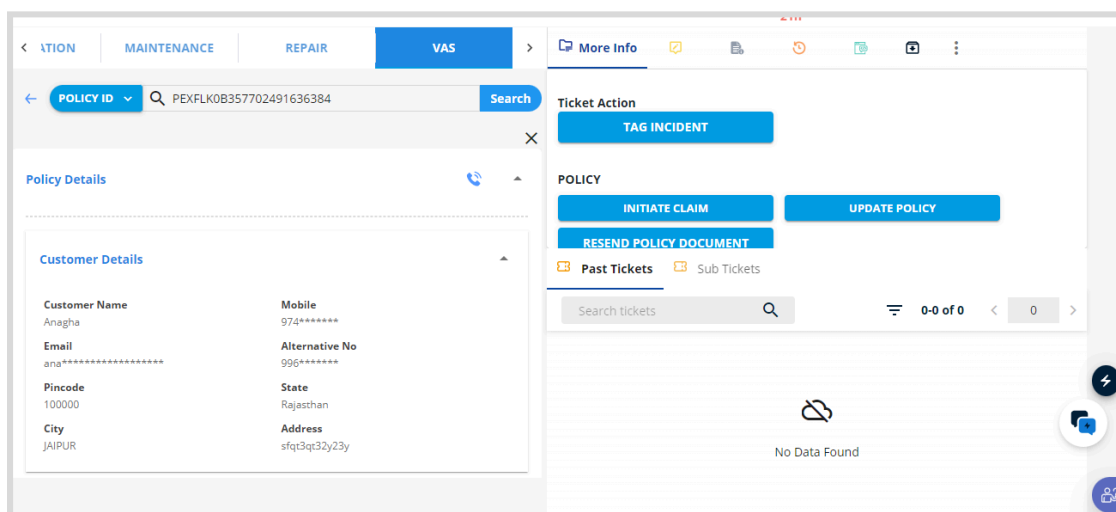 ATION MAINTENANCE REPAIR VAS
POLICY ID PEXFLK0B357702491636384 Search
Policy Details
Customer Details
Customer Name Mobile
Anagha 974*******
Email Alternative No
ana****************** 996*******
Pincode State
100000 Rajasthan
City Address
JAIPUR sfqt3qt32y23y
More Info
Ticket Action
TAG INCIDENT
POLICY
INITIATE CLAIM UPDATE POLICY
RESEND POLICY DOCUMENT
Past Tickets Sub Tickets
Search tickets 0-0 of 0 < 0 >
No Data Found